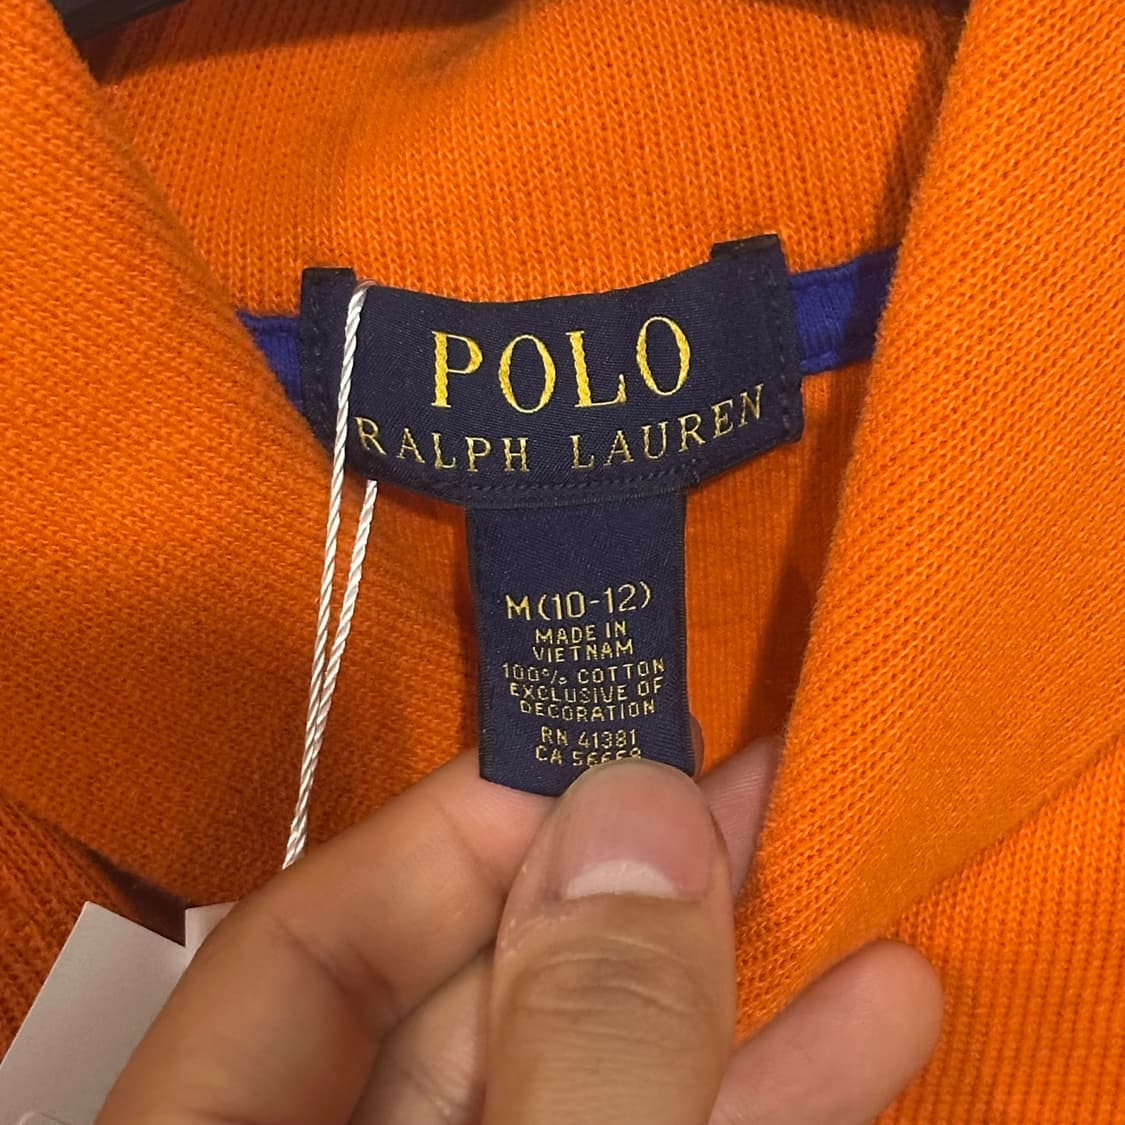 POLO
RALPH LAUREN
M (10-12)
MADE IN
VIETNAM
100% COTTON
EXCLUSIVE OF
DECORATION
RN 41381
CA